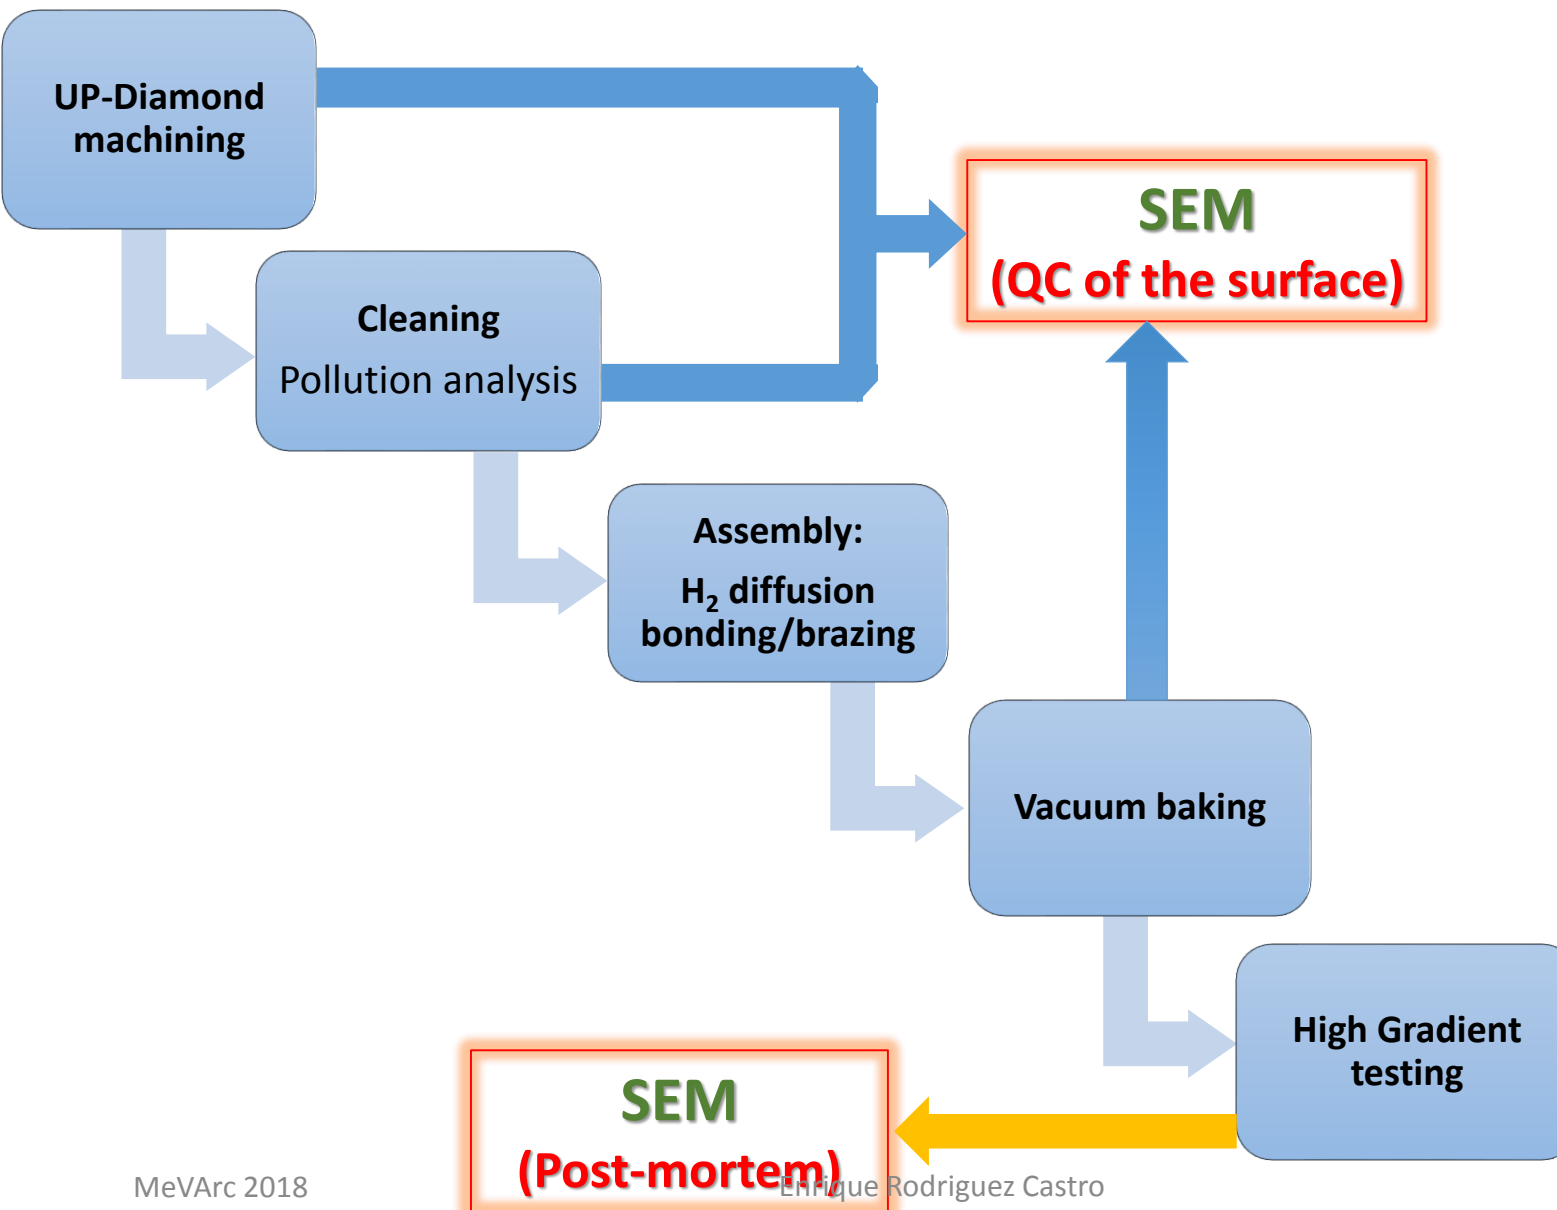 UP-Diamond
machining
SEM
(QC of the surface)
Cleaning
Pollution analysis
Assembly:
H₂ diffusion
bonding/brazing
Vacuum baking
High Gradient
testing
SEM
(Post-mortem)
MeVArc 2018
Enrique Rodriguez Castro